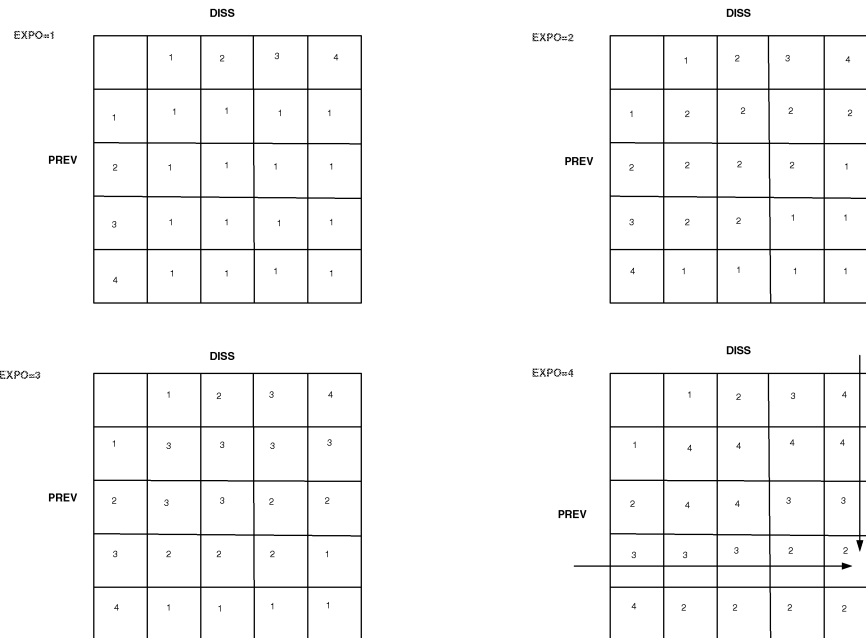 DISS
EXPO=1
1 2 3 4
1 1 1 1 1
PREV
2 1 1 1 1
3 1 1 1 1
4 1 1 1 1
DISS
EXPO=2
1 2 3 4
1 2 2 2 2
PREV
2 2 2 2 1
3 2 2 1 1
4 1 1 1 1
DISS
EXPO=3
1 2 3 4
1 3 3 3 3
PREV
2 3 3 2 2
3 2 2 2 1
4 1 1 1 1
DISS
EXPO=4
1 2 3 4
1 4 4 4 4
2 4 4 3 3
PREV
3 3 3 2 2
4 2 2 2 2